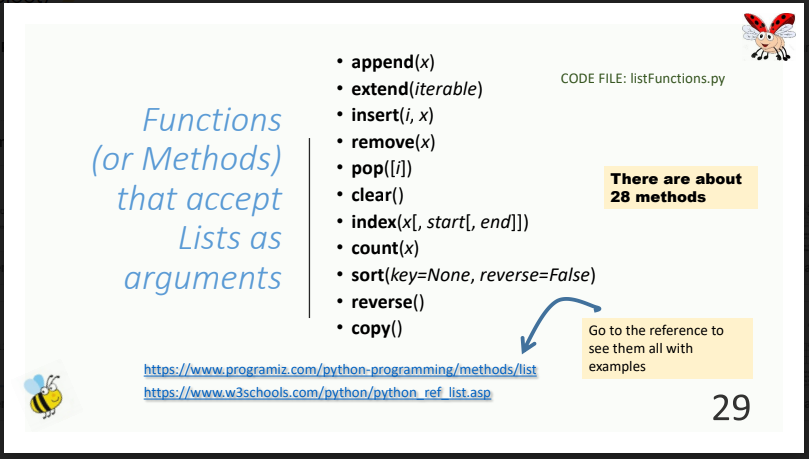 Functions
(or Methods)
that accept
Lists as
arguments
• append(x)
• extend(iterable)
• insert(i, x)
• remove(x)
• pop([i])
• clear()
• index(x[, start[, end]])
• count(x)
• sort(key=None, reverse=False)
• reverse()
• copy()
CODE FILE: listFunctions.py
There are about
28 methods
Go to the reference to
see them all with
examples
https://www.programiz.com/python-programming/methods/list
https://www.w3schools.com/python/python_ref_list.asp
29